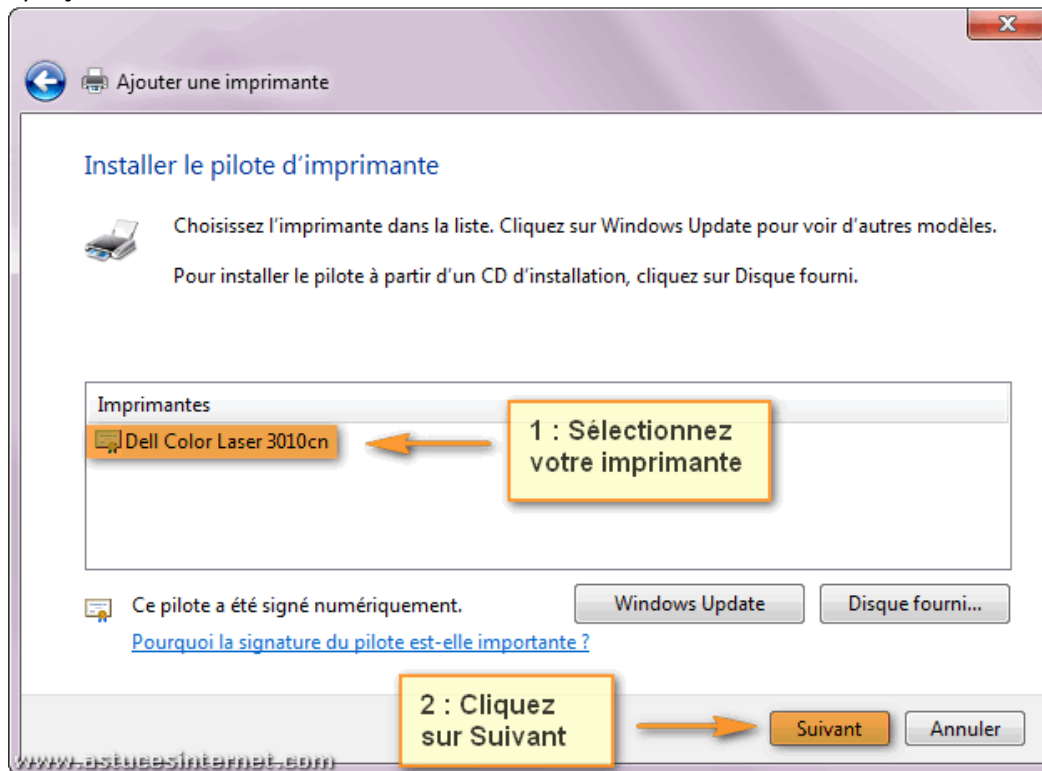 Ajouter une imprimante
Installer le pilote d'imprimante
Choisissez l'imprimante dans la liste. Cliquez sur Windows Update pour voir d'autres modèles.
Pour installer le pilote à partir d'un CD d'installation, cliquez sur Disque fourni.
Imprimantes
Dell Color Laser 3010cn
1 : Sélectionnez
votre imprimante
Ce pilote a été signé numériquement.
Windows Update
Disque fourni...
Pourquoi la signature du pilote est-elle importante ?
2 : Cliquez
sur Suivant
Suivant
Annuler
www.astucesinternet.com